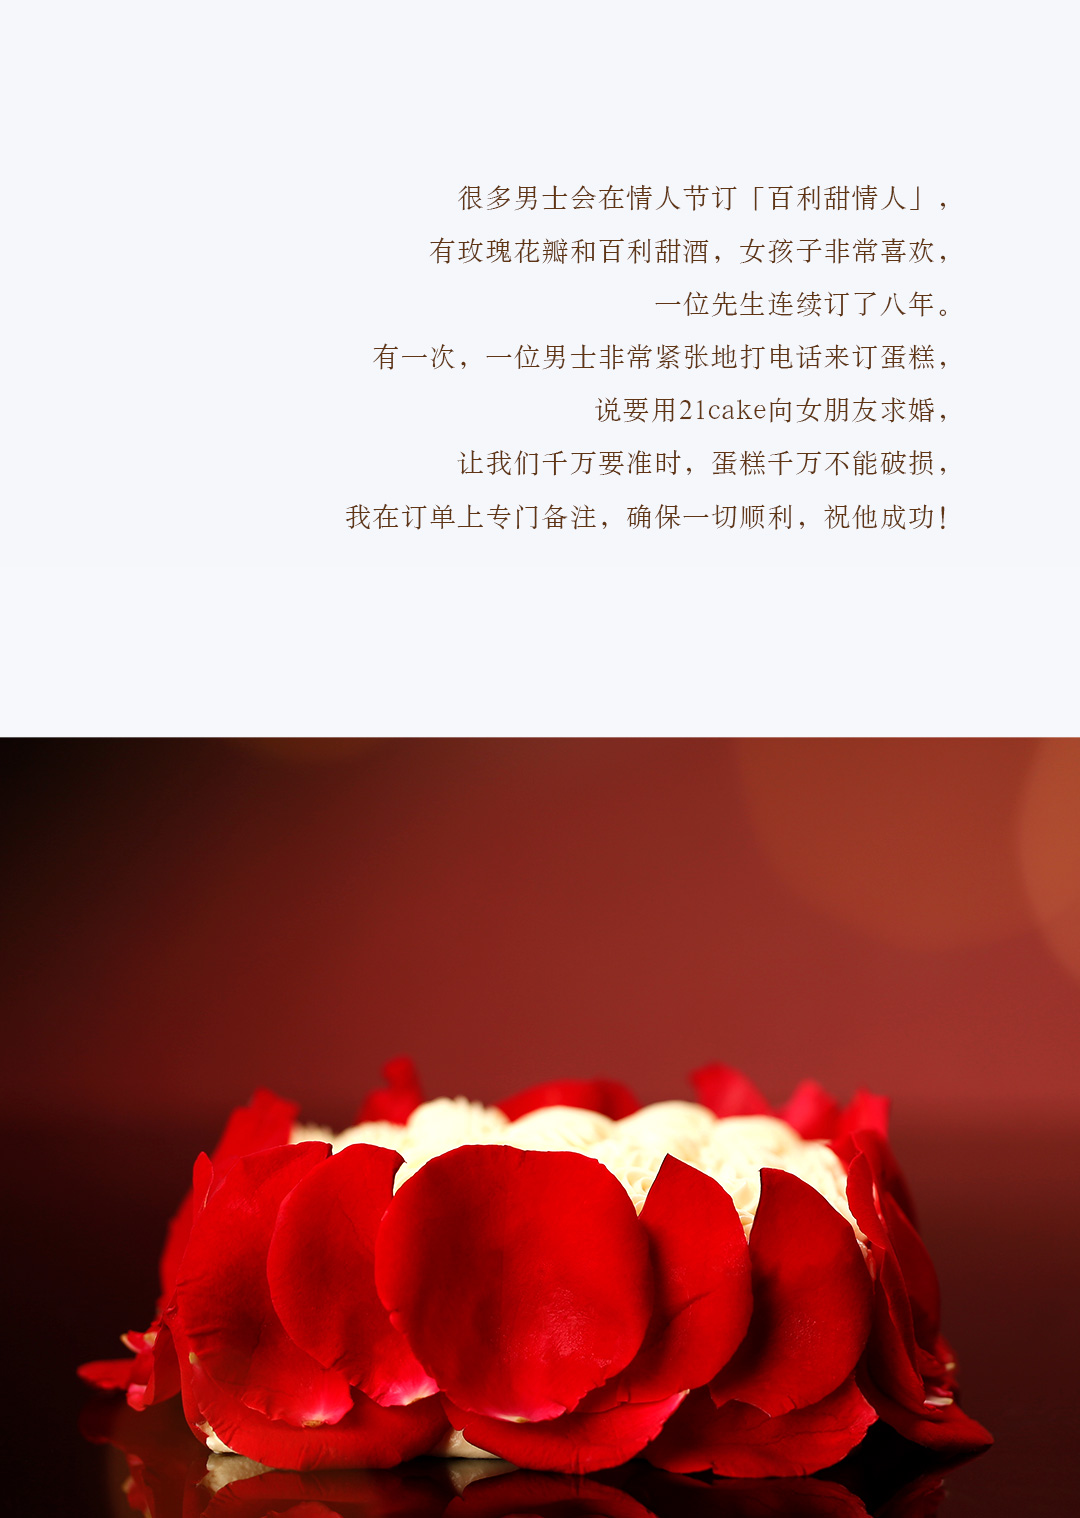 很多男士会在情人节订「百利甜情人」，
有玫瑰花瓣和百利甜酒，女孩子非常喜欢，
一位先生连续订了八年。
有一次，一位男士非常紧张地打电话来订蛋糕，
说要用21cake向女朋友求婚，
让我们千万要准时，蛋糕千万不能破损，
我在订单上专门备注，确保一切顺利，祝他成功！